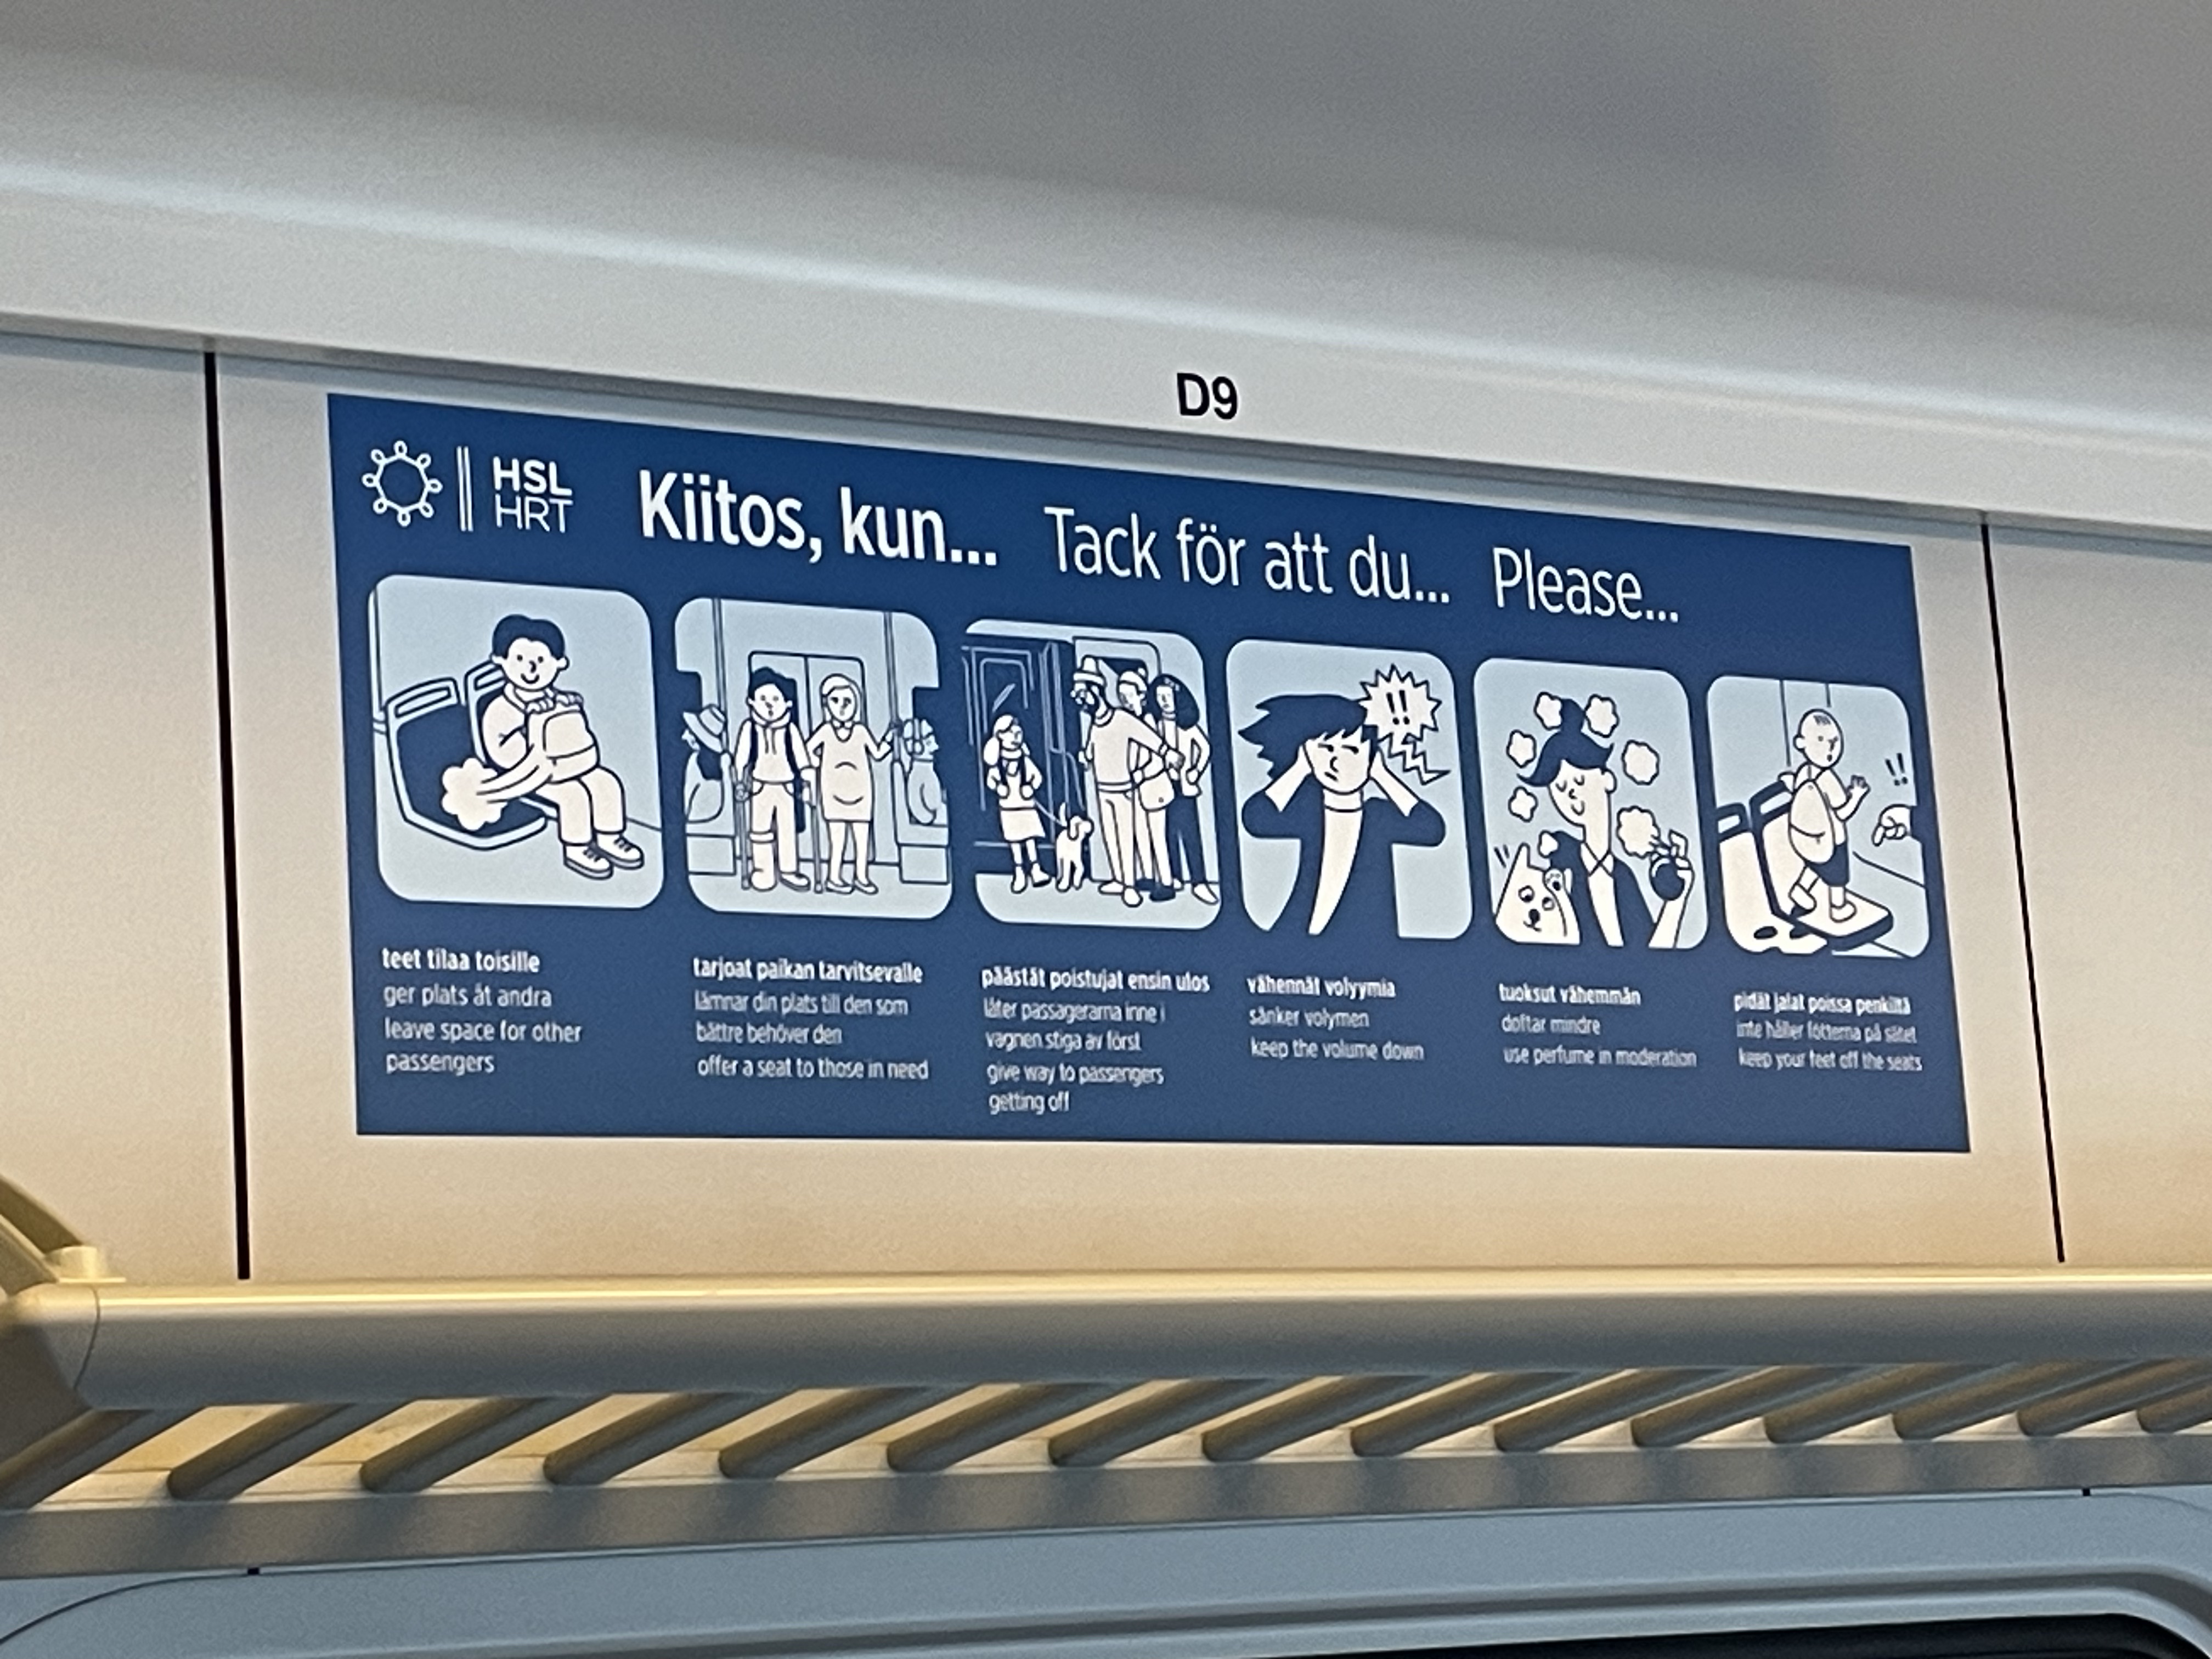 D9
HSL
HRT
Kiitos, kun... Tack för att du... Please...
!!
!!
teet tilaa toisille
ger plats åt andra
leave space for other
passengers
tarjoat paikan tarvitsevalle
lämnar din plats till den som
bättre behöver den
offer a seat to those in need
päästät poistujat ensin ulos
låter passagerarna inne i
vagnen stiga av först
give way to passengers
getting off
vähennät volyymia
sänker volymen
keep the volume down
tuoksut vähemmän
doftar mindre
use perfume in moderation
pidät jalat poissa penkiltä
inte håller fötterna på sätet
keep your feet off the seats